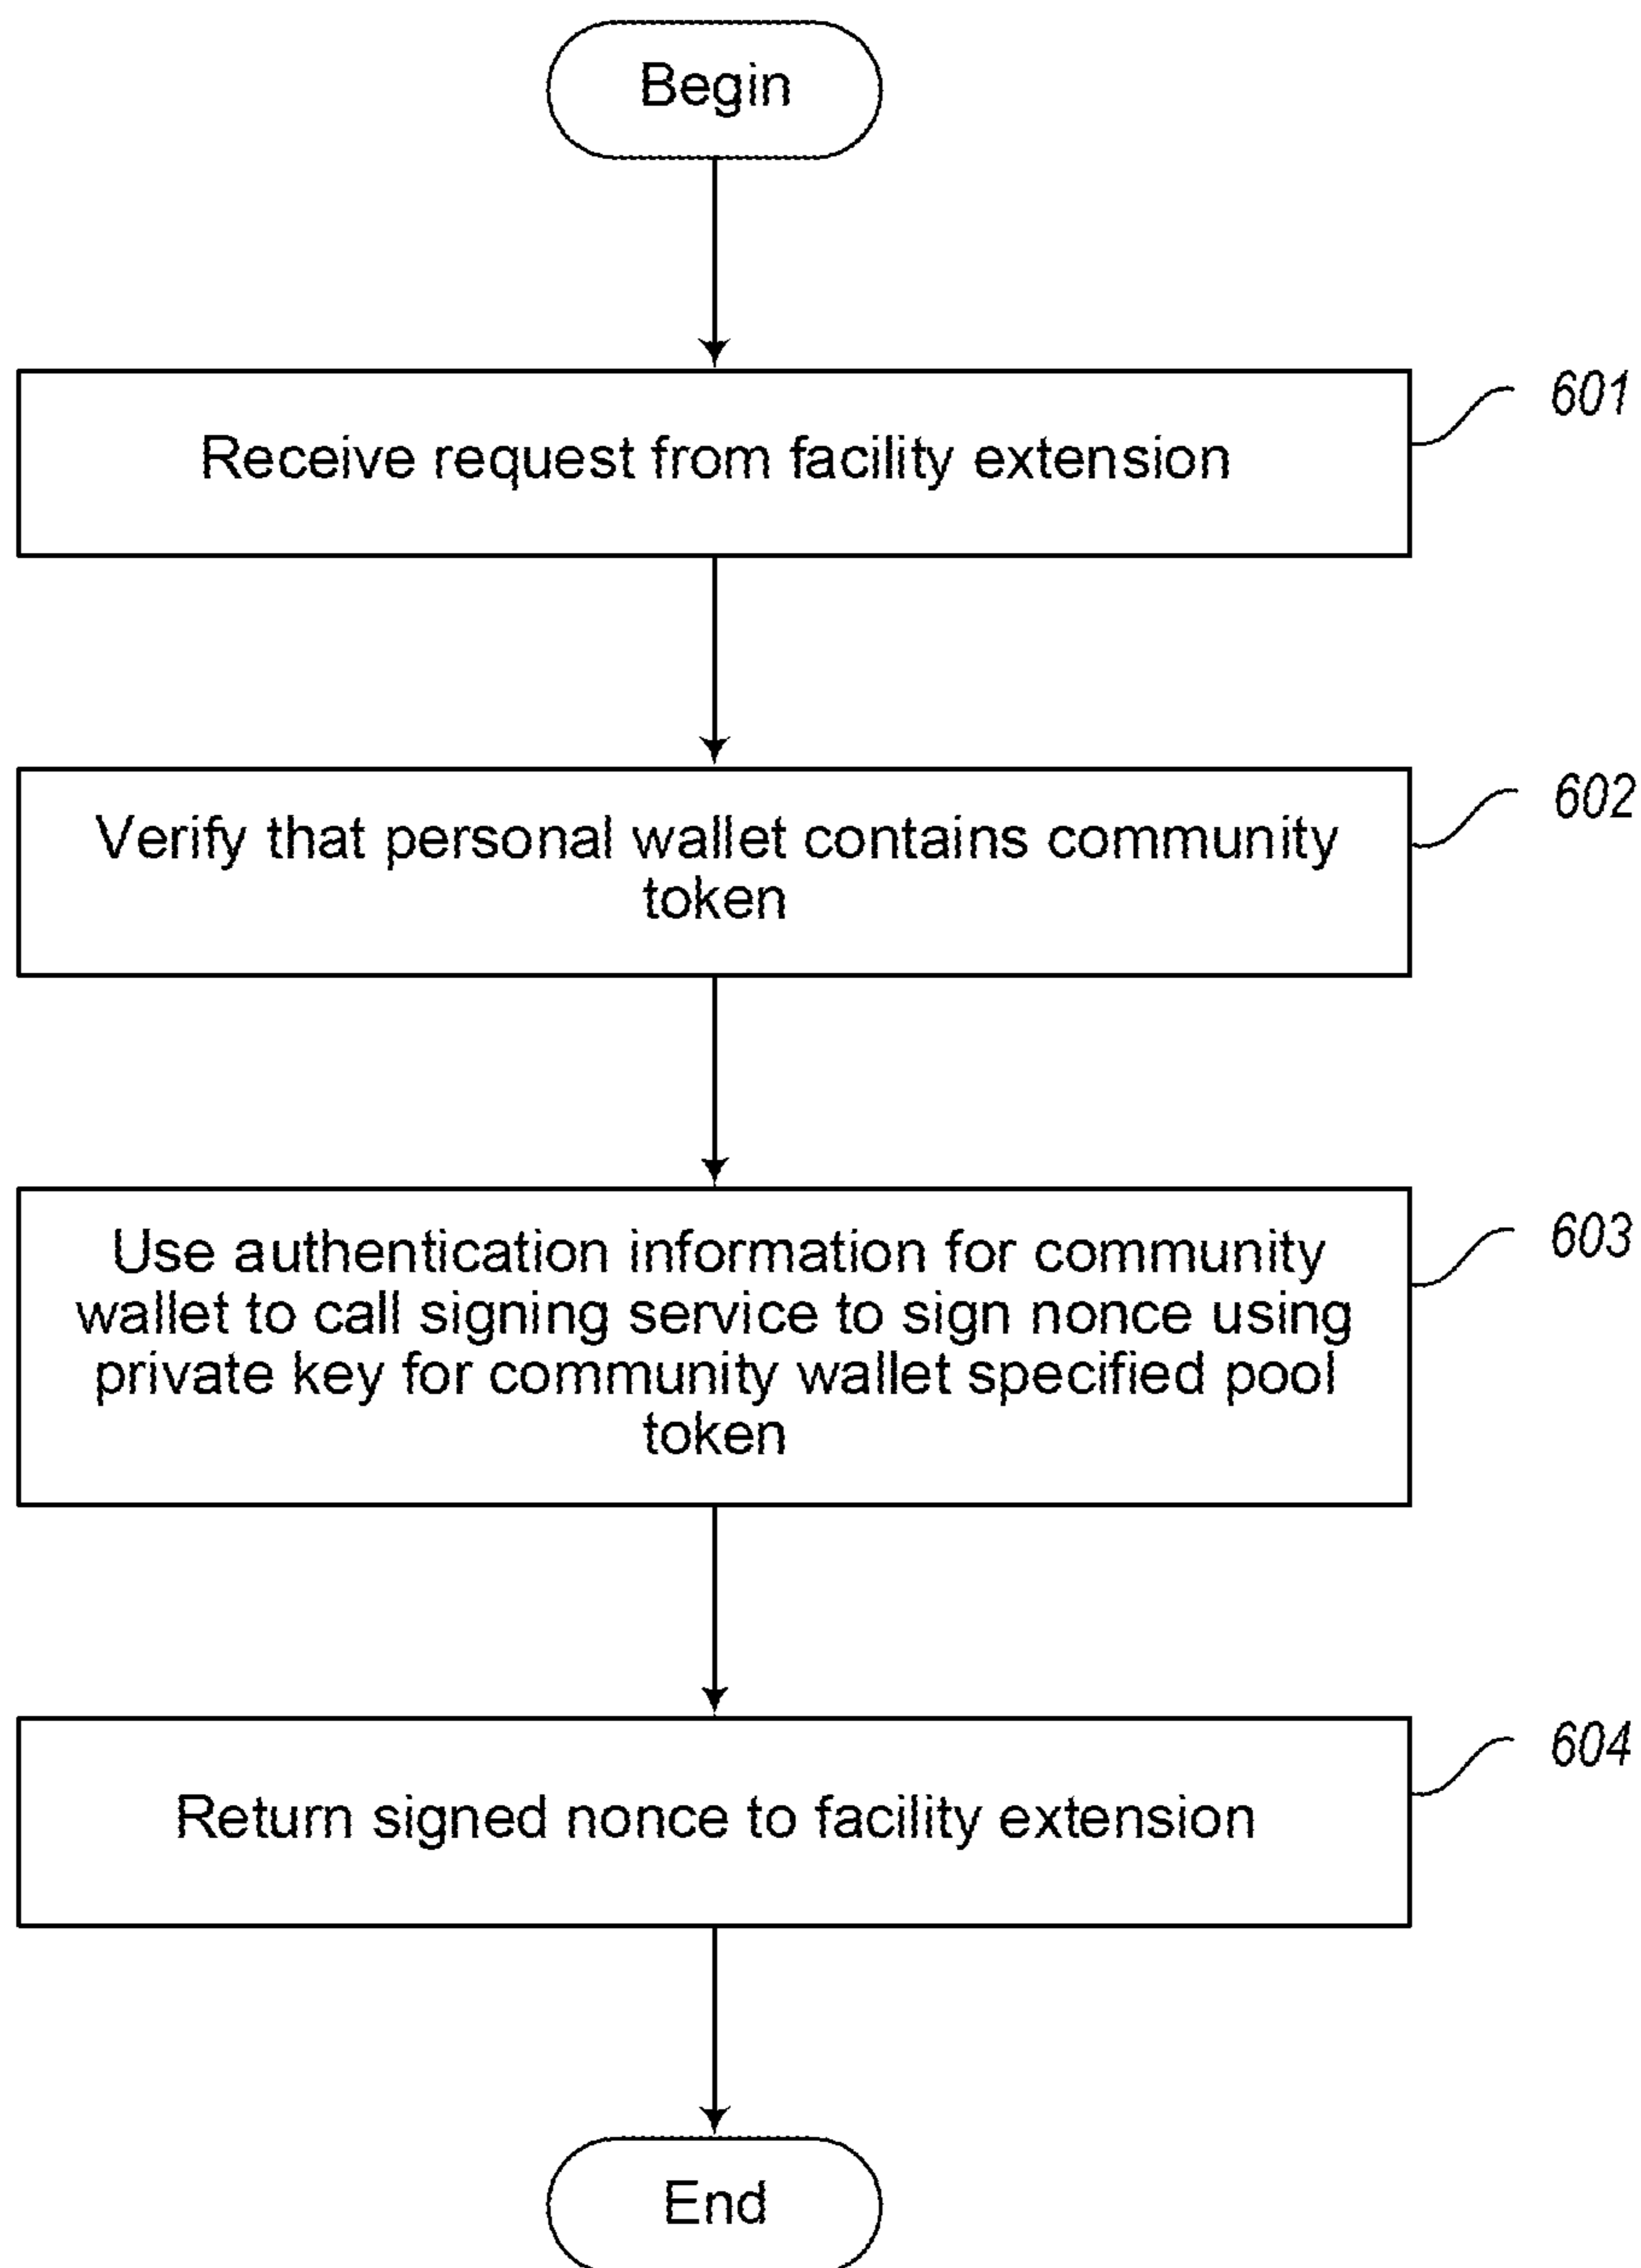 Begin
Receive request from facility extension
601
Verify that personal wallet contains community
token
602
Use authentication information for community
wallet to call signing service to sign nonce using
private key for community wallet specified pool
token
603
Return signed nonce to facility extension
604
End